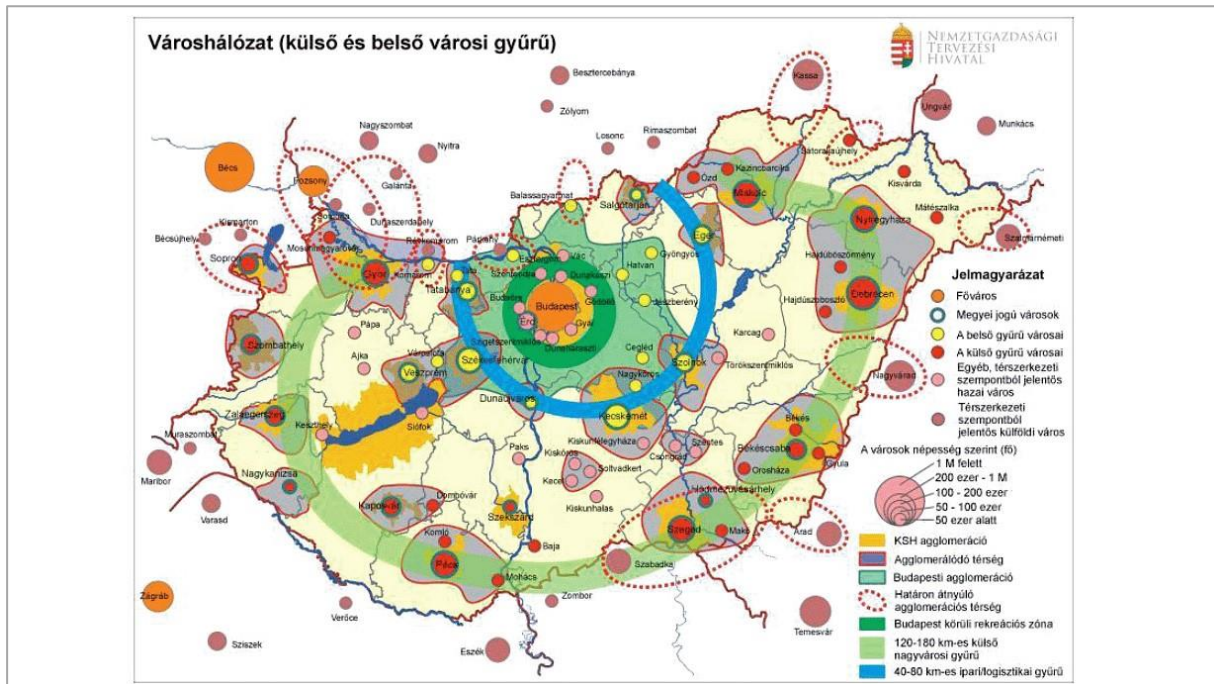 Városhálózat (külső és belső városi gyűrű)
NEMZETGAZDASÁGI
TERVEZÉSI
HIVATAL
Besztercebánya
Kassa
Ungvár
Zólyom
Munkács
Nagyszombat
Losonc
Rimaszombat
Nyitra
Sátoraljaújhely
Bécs
Kazincbarcika
Ózd
Pozsony
Galánta
Kisvárda
Miskolc
Balassagyarmat
Salgótarján
Somorja
Dunaszerdahely
Mátészalka
Kismarton
Nyíregyháza
Bécsújhely
Mosonmagyaróvár
Révkomárom
Párkány
Eger
Szatmárnémeti
Sopron
Esztergom
Vác
Gyöngyös
Hatvan
Hajdúböszörmény
Győr
Komárom
Tata
Szentendre
Dunakeszi
Jelmagyarázat
Tatabánya
Budaörs
Gödöllő
Jászberény
Debrecen
Főváros
Budapest
Hajdúszoboszló
Megyei jogú városok
Érd
Gyál
Pápa
Karcag
A belső gyűrű városai
Szombathely
Várpalota
Szigetszentmiklós
Dunaharaszti
A külső gyűrű városai
Ajka
Székesfehérvár
Cegléd
Szolnok
Törökszentmiklós
Egyéb, térszerkezeti
szempontból jelentős
hazai város
Veszprém
Nagyvárad
Nagykőrös
Térszerkezeti
szempontból
jelentős külföldi város
Zalaegerszeg
Dunaújváros
Kecskemét
Keszthely
Siófok
Békés
Muraszombat
Kiskunfélegyháza
Szentes
A városok népesség szerint (fő)
Paks
Kiskőrös
Csongrád
Békéscsaba
Gyula
1 M felett
Maribor
Nagykanizsa
Soltvadkert
Orosháza
200 ezer - 1 M
Kecel
100 - 200 ezer
Dombóvár
Hódmezővásárhely
50 - 100 ezer
Varasd
Kaposvár
Szekszárd
Kiskunhalas
50 ezer alatt
Komló
Szeged
Makó
Arad
KSH agglomeráció
Baja
Agglomerálódó térség
Pécs
Szabadka
Budapesti agglomeráció
Mohács
Zágráb
Zombor
Határon átnyúló
agglomerációs térség
Verőce
Temesvár
Budapest körüli rekreációs zóna
Sziszek
Eszék
120-180 km-es külső
nagyvárosi gyűrű
40-80 km-es ipari/logisztikai gyűrű